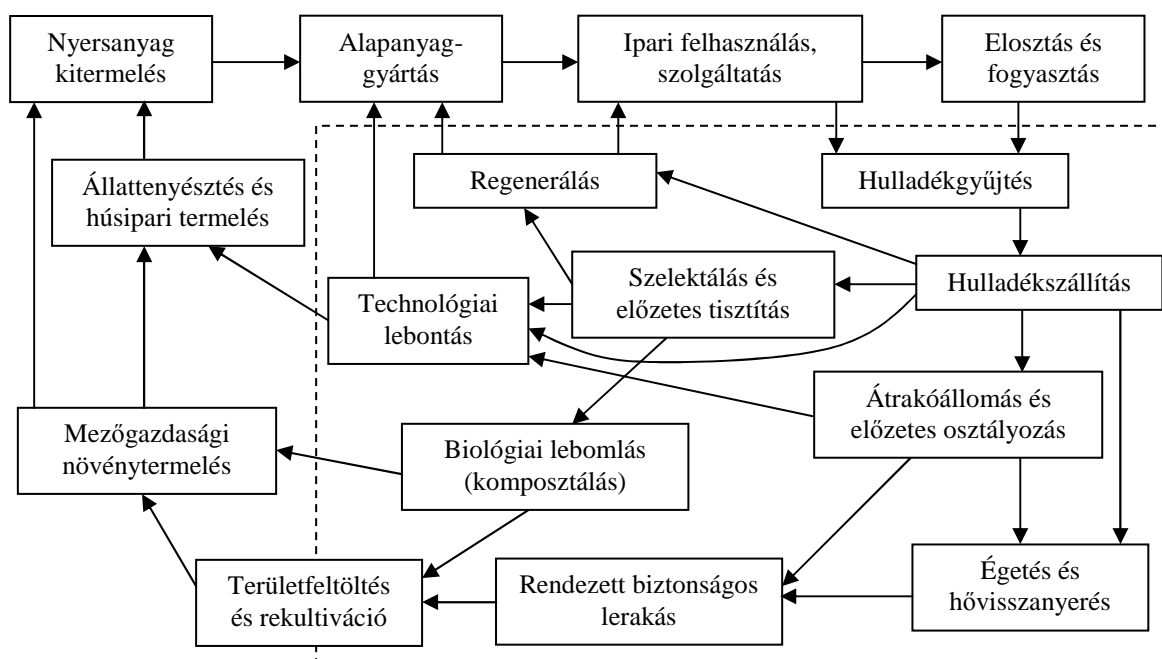 Nyersanyag
kitermelés
Alapanyag-
gyártás
Ipari felhasználás,
szolgáltatás
Elosztás és
fogyasztás
Állattenyésztés és
húsipari termelés
Regenerálás
Hulladékgyűjtés
Technológiai
lebontás
Szelektálás és
előzetes tisztítás
Hulladékszállítás
Mezőgazdasági
növénytermelés
Biológiai lebomlás
(komposztálás)
Átrakóállomás és
előzetes osztályozás
Területfeltöltés
és rekultiváció
Rendezett biztonságos
lerakás
Égetés és
hővisszanyerés